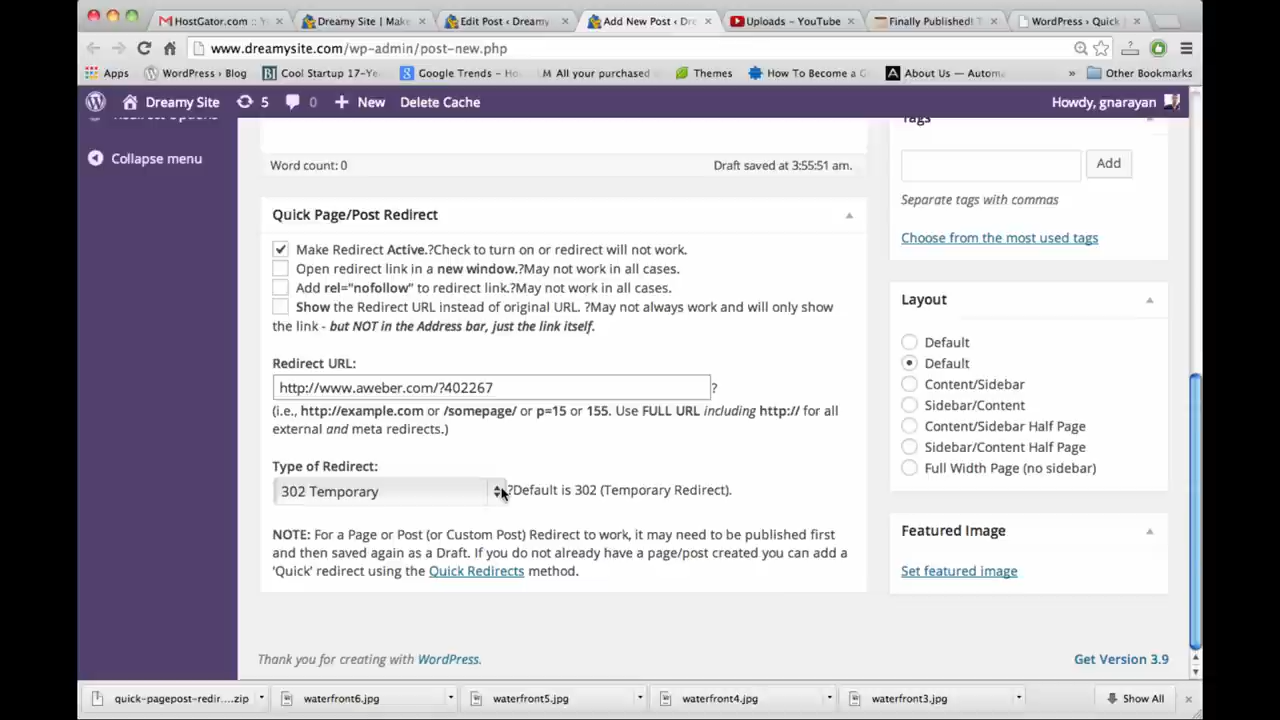 HostGator.com :: Y
Dreamy Site | Make
Edit Post ‹ Dreamy
Add New Post ‹ Dre
Uploads - YouTube
Finally Published! T
WordPress › Quick
www.dreamysite.com/wp-admin/post-new.php
Apps
WordPress › Blog
Cool Startup 17-Ye
Google Trends - Ho
All your purchased
Themes
How To Become a G
About Us — Autom
» Other Bookmarks
Dreamy Site 5 0 + New Delete Cache
Howdy, gnarayan
Redirect Options
Tags
Collapse menu
Word count: 0 Draft saved at 3:55:51 am.
Add
Separate tags with commas
Choose from the most used tags
Quick Page/Post Redirect
Make Redirect Active.?Check to turn on or redirect will not work.
Open redirect link in a new window.?May not work in all cases.
Add rel="nofollow" to redirect link.?May not work in all cases.
Show the Redirect URL instead of original URL. ?May not always work and will only show
the link - but NOT in the Address bar, just the link itself.
Redirect URL:
http://www.aweber.com/?402267 ?
(i.e., http://example.com or /somepage/ or p=15 or 155. Use FULL URL including http:// for all
external and meta redirects.)
Type of Redirect:
302 Temporary ?Default is 302 (Temporary Redirect).
NOTE: For a Page or Post (or Custom Post) Redirect to work, it may need to be published first
and then saved again as a Draft. If you do not already have a page/post created you can add a
'Quick' redirect using the Quick Redirects method.
Layout
Default
Default
Content/Sidebar
Sidebar/Content
Content/Sidebar Half Page
Sidebar/Content Half Page
Full Width Page (no sidebar)
Featured Image
Set featured image
Thank you for creating with WordPress.
Get Version 3.9
quick-pagepost-redir....zip
waterfront6.jpg
waterfront5.jpg
waterfront4.jpg
waterfront3.jpg
Show All